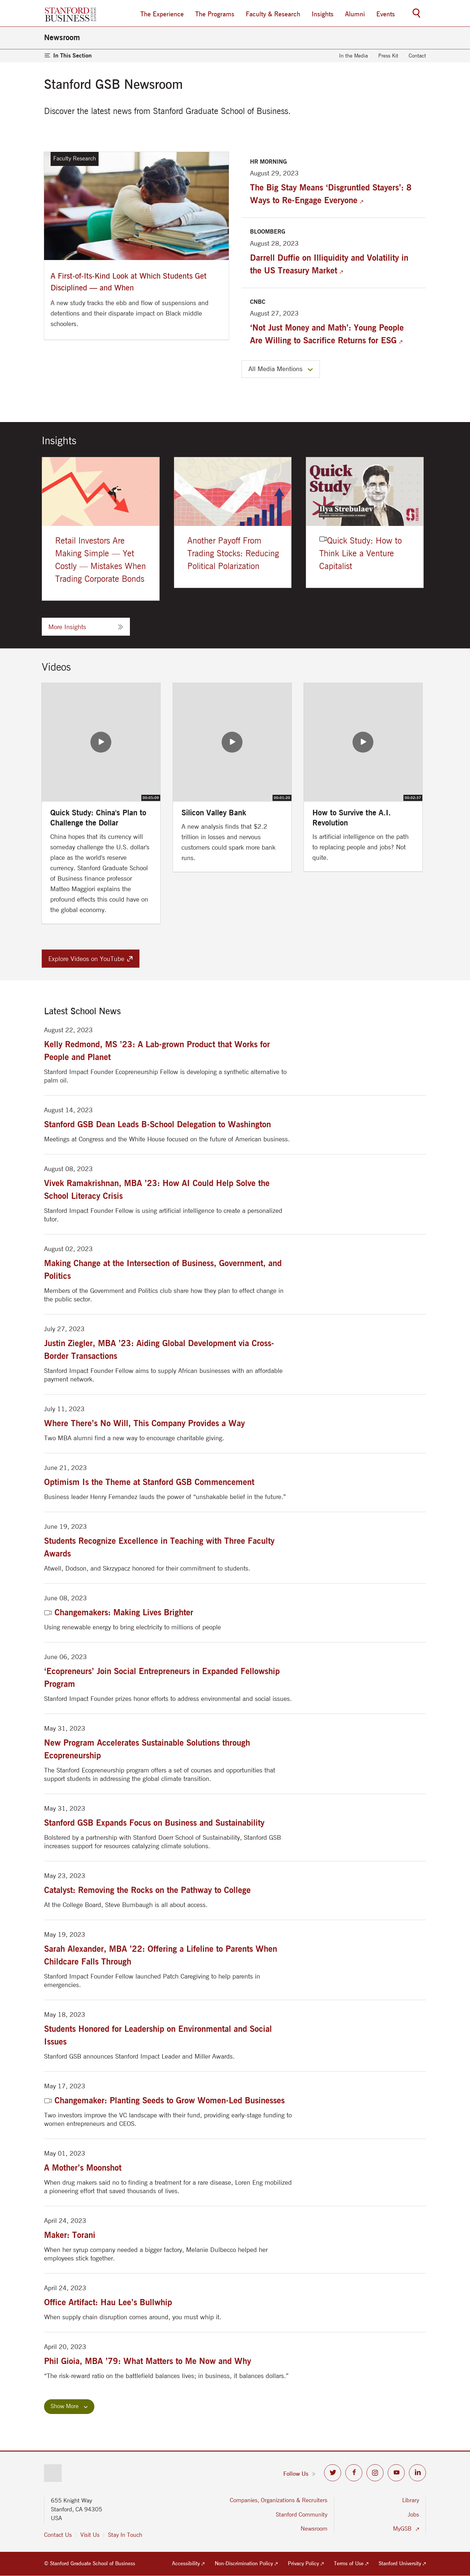 STANFORD
BUSINESS
The Experience
The Programs
Faculty & Research
Insights
Alumni
Events
Newsroom
In This Section
In the Media
Press Kit
Contact
Stanford GSB Newsroom
Discover the latest news from Stanford Graduate School of Business.
Faculty Research
A First-of-Its-Kind Look at Which Students Get
Disciplined — and When
A new study tracks the ebb and flow of suspensions and
detentions and their disparate impact on Black middle
schoolers.
HR MORNING
August 29, 2023
The Big Stay Means ‘Disgruntled Stayers’: 8
Ways to Re-Engage Everyone
BLOOMBERG
August 28, 2023
Darrell Duffie on Illiquidity and Volatility in
the US Treasury Market
CNBC
August 27, 2023
‘Not Just Money and Math’: Young People
Are Willing to Sacrifice Returns for ESG
All Media Mentions
Insights
Retail Investors Are
Making Simple — Yet
Costly — Mistakes When
Trading Corporate Bonds
Another Payoff From
Trading Stocks: Reducing
Political Polarization
Quick
Study:
Ilya Strebulaev
Quick Study: How to
Think Like a Venture
Capitalist
More Insights
Videos
Quick Study: China's Plan to
Challenge the Dollar
China hopes that its currency will
someday challenge the U.S. dollar's
place as the world's reserve
currency. Stanford Graduate School
of Business finance professor
Matteo Maggiori explains the
profound effects this could have on
the global economy.
Silicon Valley Bank
A new analysis finds that $2.2
trillion in losses and nervous
customers could spark more bank
runs.
How to Survive the A.I.
Revolution
Is artificial intelligence on the path
to replacing people and jobs? Not
quite.
Explore Videos on YouTube
Latest School News
August 22, 2023
Kelly Redmond, MS ’23: A Lab-grown Product that Works for
People and Planet
Stanford Impact Founder Ecopreneurship Fellow is developing a synthetic alternative to
palm oil.
August 14, 2023
Stanford GSB Dean Leads B-School Delegation to Washington
Meetings at Congress and the White House focused on the future of American business.
August 08, 2023
Vivek Ramakrishnan, MBA ’23: How AI Could Help Solve the
School Literacy Crisis
Stanford Impact Founder Fellow is using artificial intelligence to create a personalized
tutor.
August 02, 2023
Making Change at the Intersection of Business, Government, and
Politics
Members of the Government and Politics club share how they plan to effect change in
the public sector.
July 27, 2023
Justin Ziegler, MBA ’23: Aiding Global Development via Cross-
Border Transactions
Stanford Impact Founder Fellow aims to supply African businesses with an affordable
payment network.
July 11, 2023
Where There’s No Will, This Company Provides a Way
Two MBA alumni find a new way to encourage charitable giving.
June 21, 2023
Optimism Is the Theme at Stanford GSB Commencement
Business leader Henry Fernandez lauds the power of “unshakable belief in the future.”
June 19, 2023
Students Recognize Excellence in Teaching with Three Faculty
Awards
Atwell, Dodson, and Skrzypacz honored for their commitment to students.
June 08, 2023
Changemakers: Making Lives Brighter
Using renewable energy to bring electricity to millions of people
June 06, 2023
‘Ecopreneurs’ Join Social Entrepreneurs in Expanded Fellowship
Program
Stanford Impact Founder prizes honor efforts to address environmental and social issues.
May 31, 2023
New Program Accelerates Sustainable Solutions through
Ecopreneurship
The Stanford Ecopreneurship program offers a set of courses and opportunities that
support students in addressing the global climate transition.
May 31, 2023
Stanford GSB Expands Focus on Business and Sustainability
Bolstered by a partnership with Stanford Doerr School of Sustainability, Stanford GSB
increases support for resources catalyzing climate solutions.
May 23, 2023
Catalyst: Removing the Rocks on the Pathway to College
At the College Board, Steve Bumbaugh is all about access.
May 19, 2023
Sarah Alexander, MBA ’22: Offering a Lifeline to Parents When
Childcare Falls Through
Stanford Impact Founder Fellow launched Patch Caregiving to help parents in
emergencies.
May 18, 2023
Students Honored for Leadership on Environmental and Social
Issues
Stanford GSB announces Stanford Impact Leader and Miller Awards.
May 17, 2023
Changemaker: Planting Seeds to Grow Women-Led Businesses
Two investors improve the VC landscape with their fund, providing early-stage funding to
women entrepreneurs and CEOS.
May 01, 2023
A Mother’s Moonshot
When drug makers said no to finding a treatment for a rare disease, Loren Eng mobilized
a pioneering effort that saved thousands of lives.
April 24, 2023
Maker: Torani
When her syrup company needed a bigger factory, Melanie Dulbecco helped her
employees stick together.
April 24, 2023
Office Artifact: Hau Lee’s Bullwhip
When supply chain disruption comes around, you must whip it.
April 20, 2023
Phil Gioia, MBA ’79: What Matters to Me Now and Why
“The risk-reward ratio on the battlefield balances lives; in business, it balances dollars.”
Show More
Follow Us
655 Knight Way
Stanford, CA 94305
USA
Contact Us
Visit Us
Stay In Touch
Companies, Organizations & Recruiters
Stanford Community
Newsroom
Library
Jobs
MyGSB
© Stanford Graduate School of Business
Accessibility
Non-Discrimination Policy
Privacy Policy
Terms of Use
Stanford University